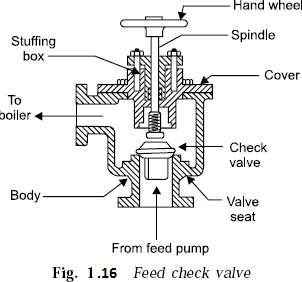 Hand wheel
Spindle
Stuffing
box
Cover
To
boiler
Check
valve
Body
Valve
seat
From feed pump
Fig. 1.16 Feed check valve